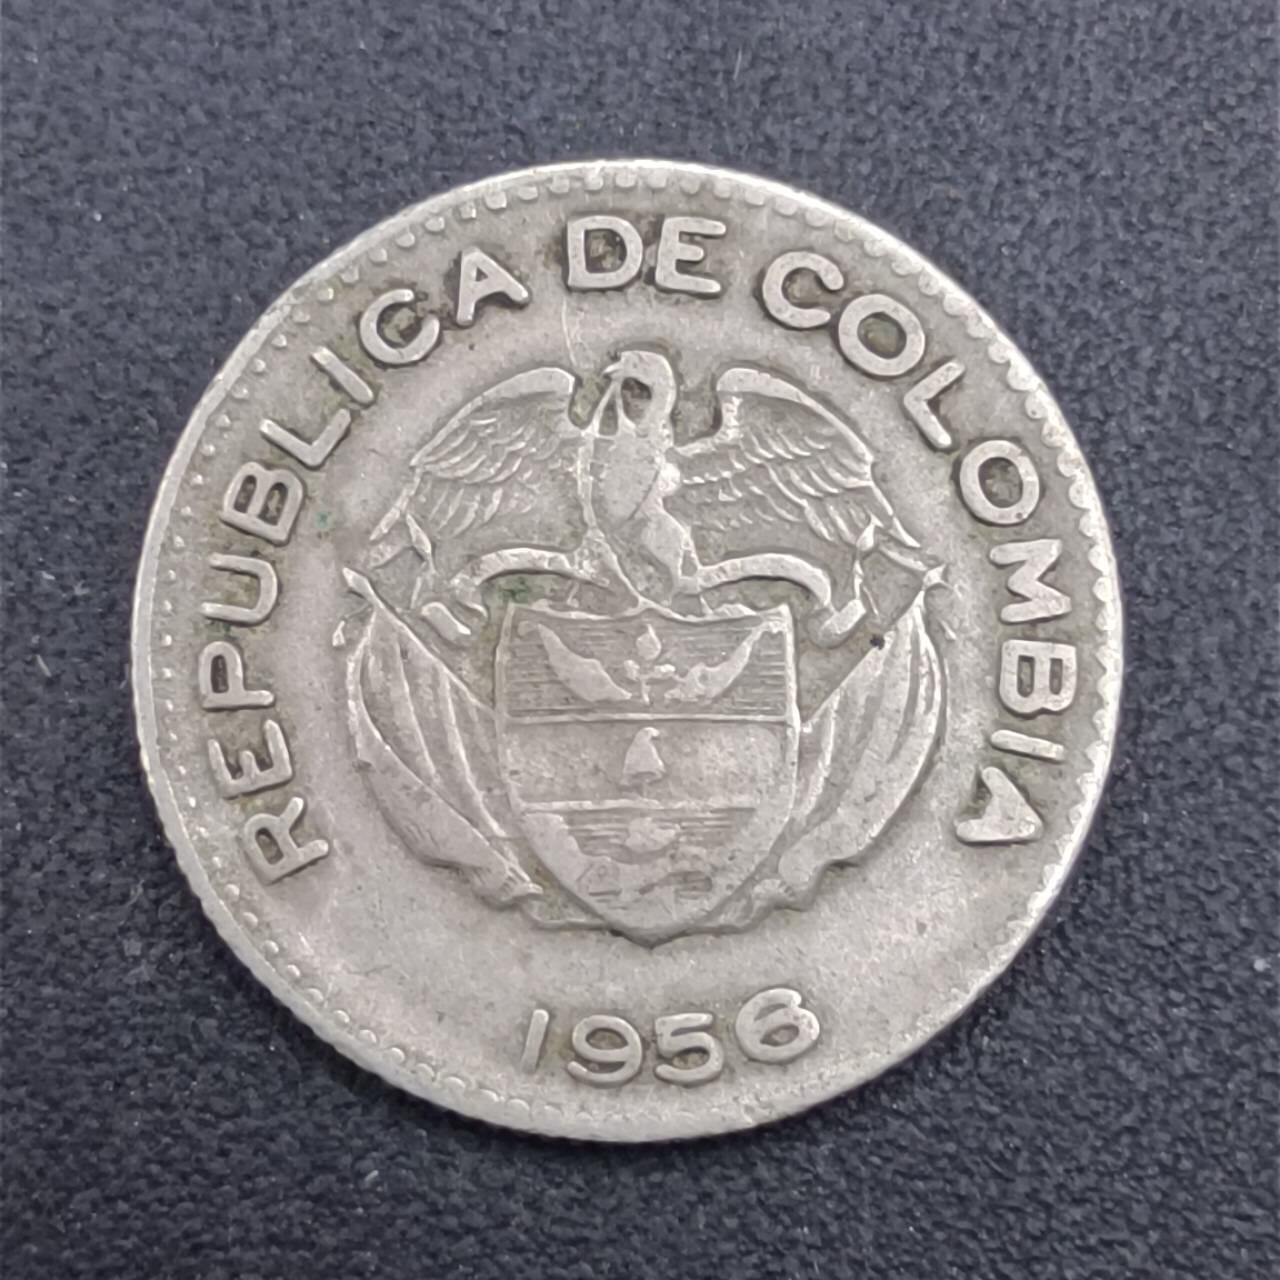 REPUBLICA DE COLOMBIA
1956